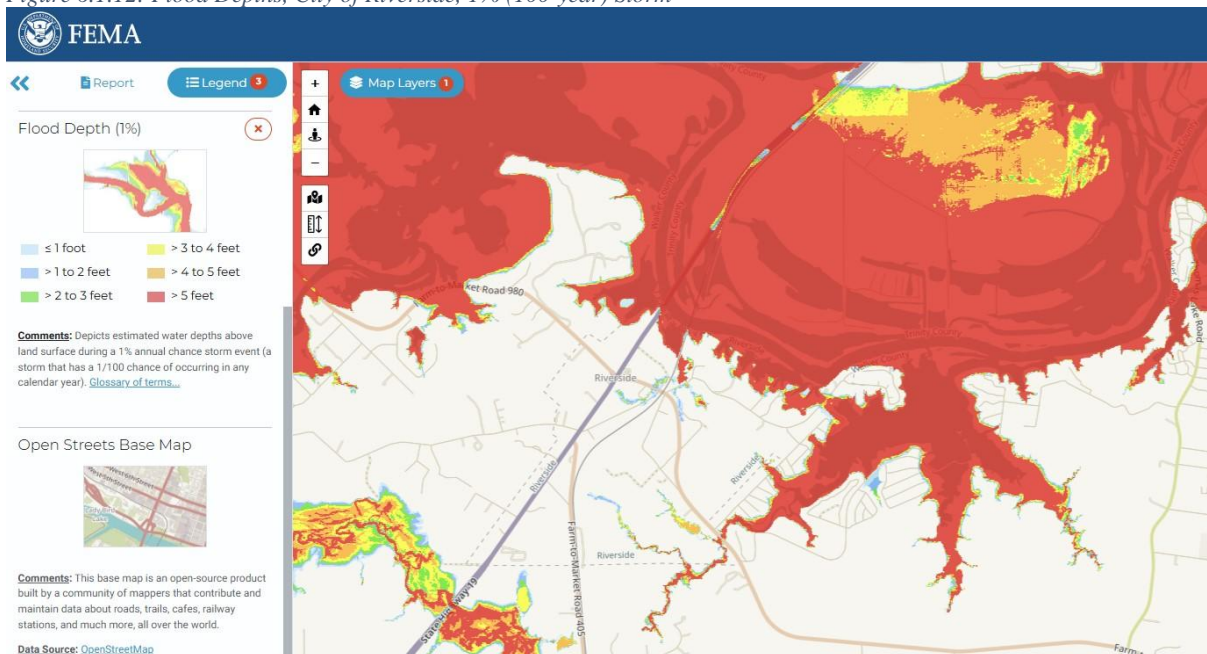 Figure 6.1.12: Flood Depths, City of Riverside, 1% (100-year) Storm
FEMA
Report
Legend 3
Map Layers 1
Flood Depth (1%)
≤ 1 foot
> 3 to 4 feet
> 1 to 2 feet
> 4 to 5 feet
> 2 to 3 feet
> 5 feet
Comments: Depicts estimated water depths above
land surface during a 1% annual chance storm event (a
storm that has a 1/100 chance of occurring in any
calendar year). Glossary of terms...
Open Streets Base Map
Comments: This base map is an open-source product
built by a community of mappers that contribute and
maintain data about roads, trails, cafes, railway
stations, and much more, all over the world.
Data Source: OpenStreetMap
Farm-to-Market Road 980
Riverside
Riverside
Riverside
Riverside
State Highway 19
Farm-to-Market Road 405
Walker County
Trinity County